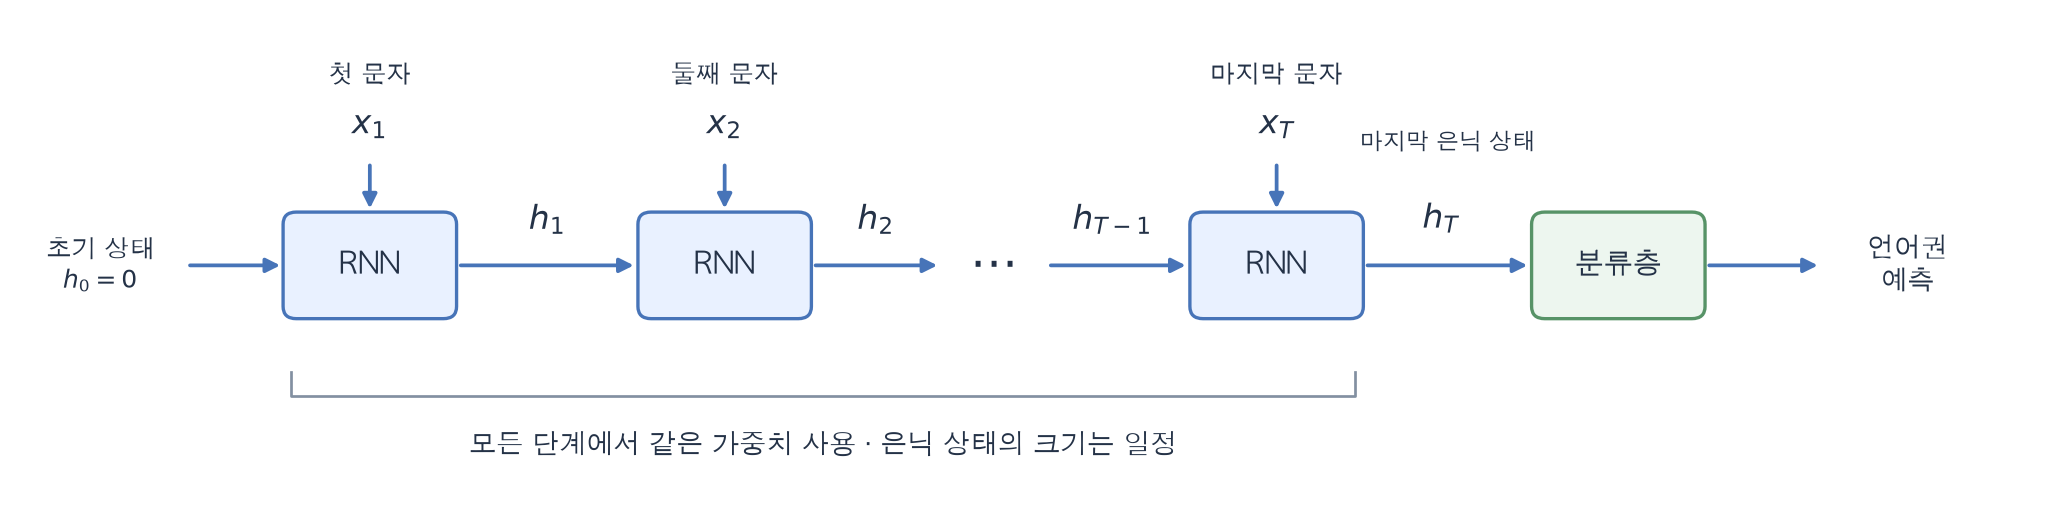 첫 문자
둘째 문자
마지막 문자
x₁
x₂
x_T
마지막 은닉 상태
초기 상태
h₀ = 0
RNN
h₁
RNN
h₂
⋯
h_{T−1}
RNN
h_T
분류층
언어권
예측
모든 단계에서 같은 가중치 사용 · 은닉 상태의 크기는 일정